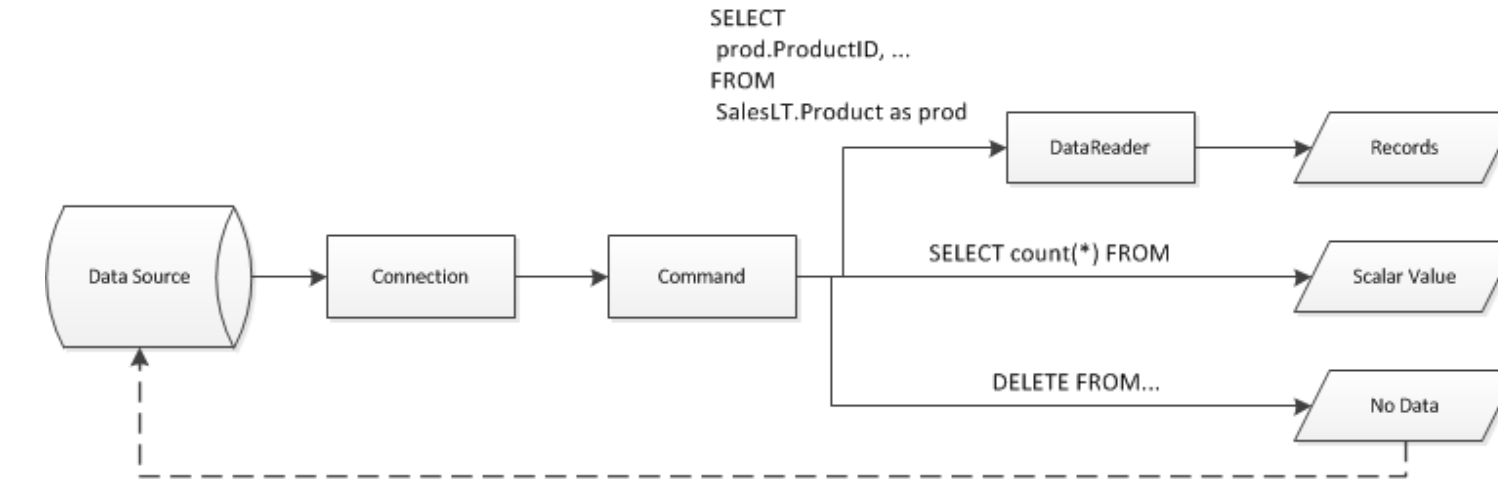 SELECT
prod.ProductID, ...
FROM
SalesLT.Product as prod
DataReader
Records
Data Source
Connection
Command
SELECT count(*) FROM
Scalar Value
DELETE FROM...
No Data